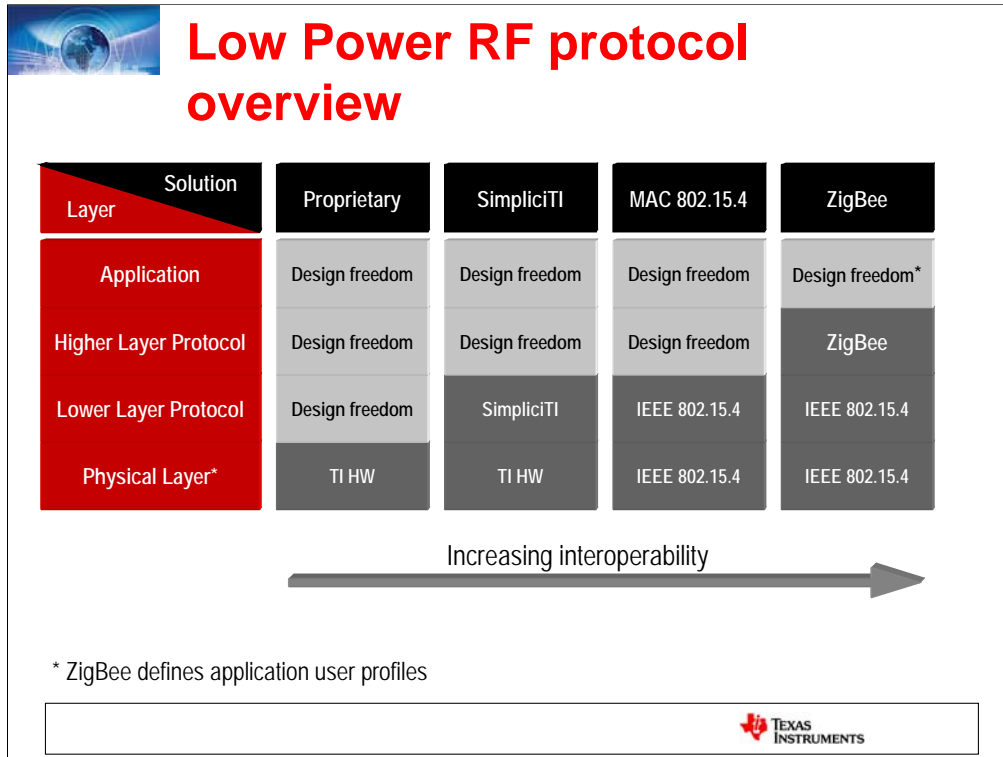 Low Power RF protocol
overview
Solution
Layer
Proprietary
SimpliciTI
MAC 802.15.4
ZigBee
Application
Design freedom
Design freedom
Design freedom
Design freedom*
Higher Layer Protocol
Design freedom
Design freedom
Design freedom
ZigBee
Lower Layer Protocol
Design freedom
SimpliciTI
IEEE 802.15.4
IEEE 802.15.4
Physical Layer*
TI HW
TI HW
IEEE 802.15.4
IEEE 802.15.4
Increasing interoperability
* ZigBee defines application user profiles
TEXAS
INSTRUMENTS